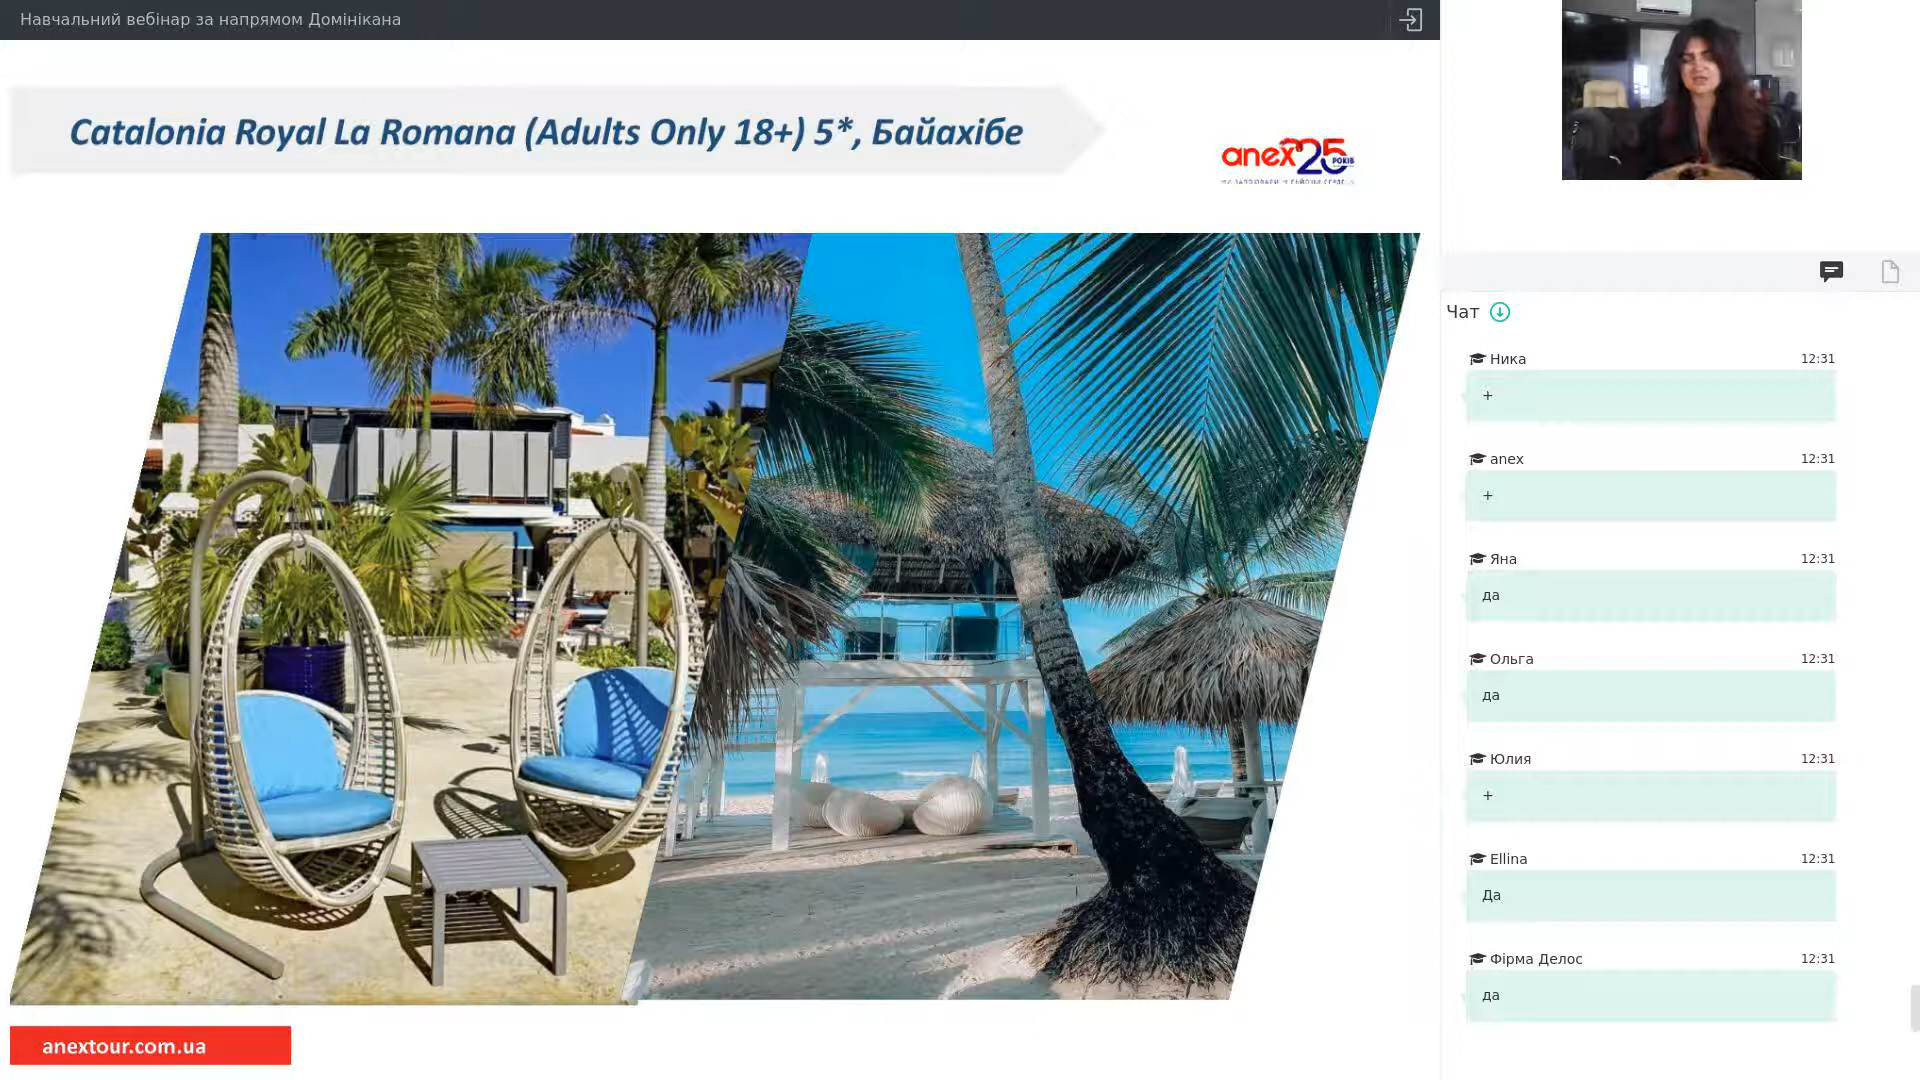 Навчальний вебінар за напрямом Домінікана
Catalonia Royal La Romana (Adults Only 18+) 5*, Байахібе
anex 25 РОКІВ
anextour.com.ua
Чат
Ника 12:31
+
anex 12:31
+
Яна 12:31
да
Ольга 12:31
да
Юлия 12:31
+
Ellina 12:31
Да
Фірма Делос 12:31
да